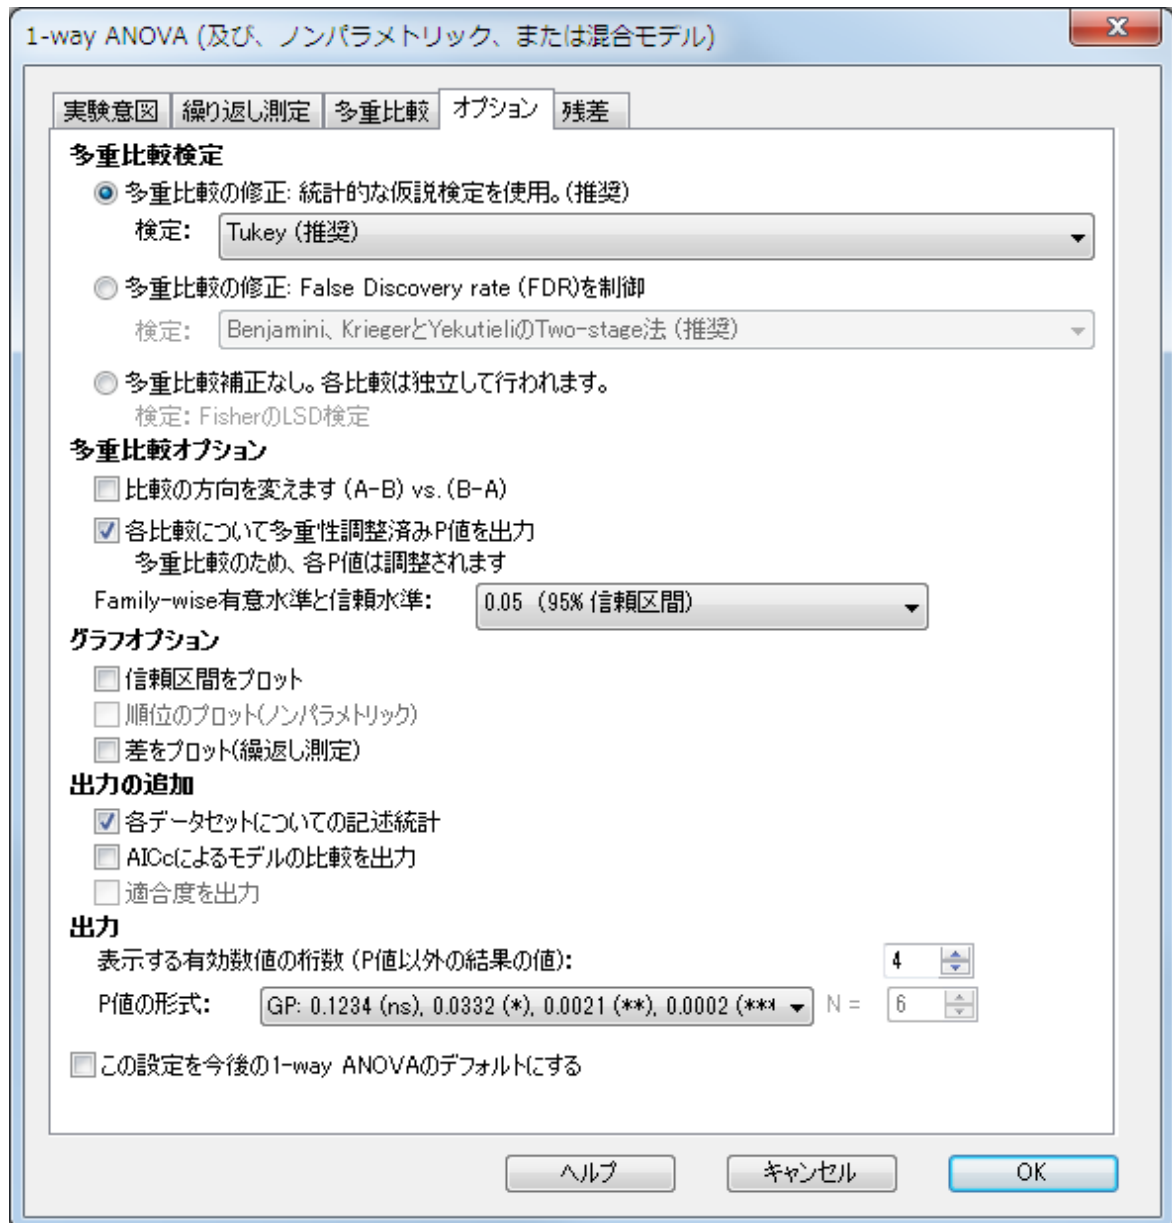 1-way ANOVA (及び、ノンパラメトリック、または混合モデル)
実験意図 繰り返し測定 多重比較 オプション 残差
多重比較検定
多重比較の修正: 統計的な仮説検定を使用。(推奨)
検定: Tukey (推奨)
多重比較の修正: False Discovery rate (FDR)を制御
検定: Benjamini、KriegerとYekutieliのTwo-stage法 (推奨)
多重比較補正なし。各比較は独立して行われます。
検定: FisherのLSD検定
多重比較オプション
比較の方向を変えます (A-B) vs. (B-A)
各比較について多重性調整済みP値を出力
多重比較のため、各P値は調整されます
Family-wise有意水準と信頼水準: 0.05 (95% 信頼区間)
グラフオプション
信頼区間をプロット
順位のプロット(ノンパラメトリック)
差をプロット(繰返し測定)
出力の追加
各データセットについての記述統計
AICcによるモデルの比較を出力
適合度を出力
出力
表示する有効数値の桁数 (P値以外の結果の値): 4
P値の形式: GP: 0.1234 (ns), 0.0332 (*), 0.0021 (**), 0.0002 (*** N = 6
この設定を今後の1-way ANOVAのデフォルトにする
ヘルプ キャンセル OK